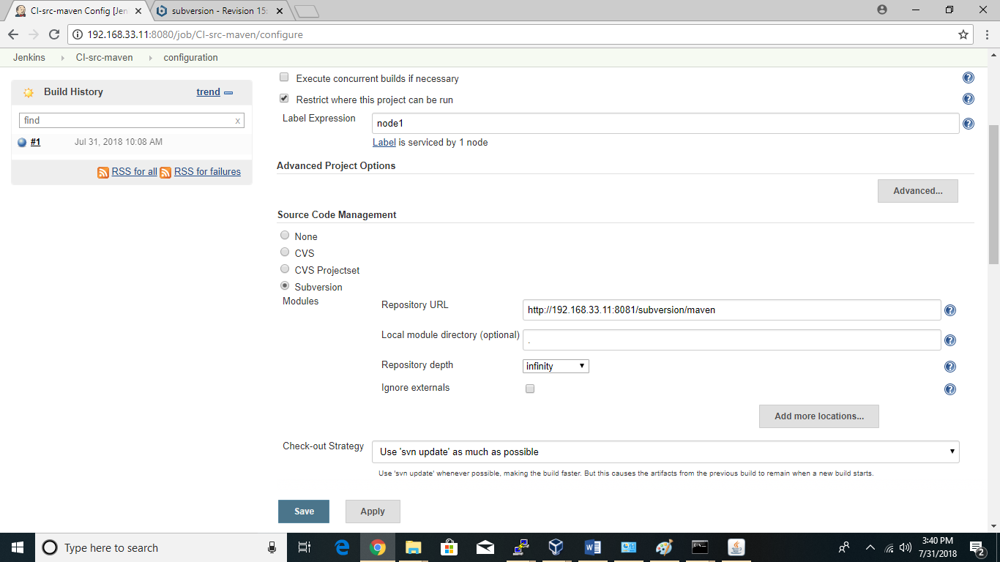 CI-src-maven Config [Jen
subversion - Revision 15:
192.168.33.11:8080/job/CI-src-maven/configure
Jenkins CI-src-maven configuration
Build History trend
find x
#1 Jul 31, 2018 10:08 AM
RSS for all RSS for failures
Execute concurrent builds if necessary
Restrict where this project can be run
Label Expression node1
Label is serviced by 1 node
Advanced Project Options
Advanced...
Source Code Management
None
CVS
CVS Projectset
Subversion
Modules
Repository URL http://192.168.33.11:8081/subversion/maven
Local module directory (optional) .
Repository depth infinity
Ignore externals
Add more locations...
Check-out Strategy Use 'svn update' as much as possible
Use 'svn update' whenever possible, making the build faster. But this causes the artifacts from the previous build to remain when a new build starts.
Save Apply
Type here to search
3:40 PM
7/31/2018
2